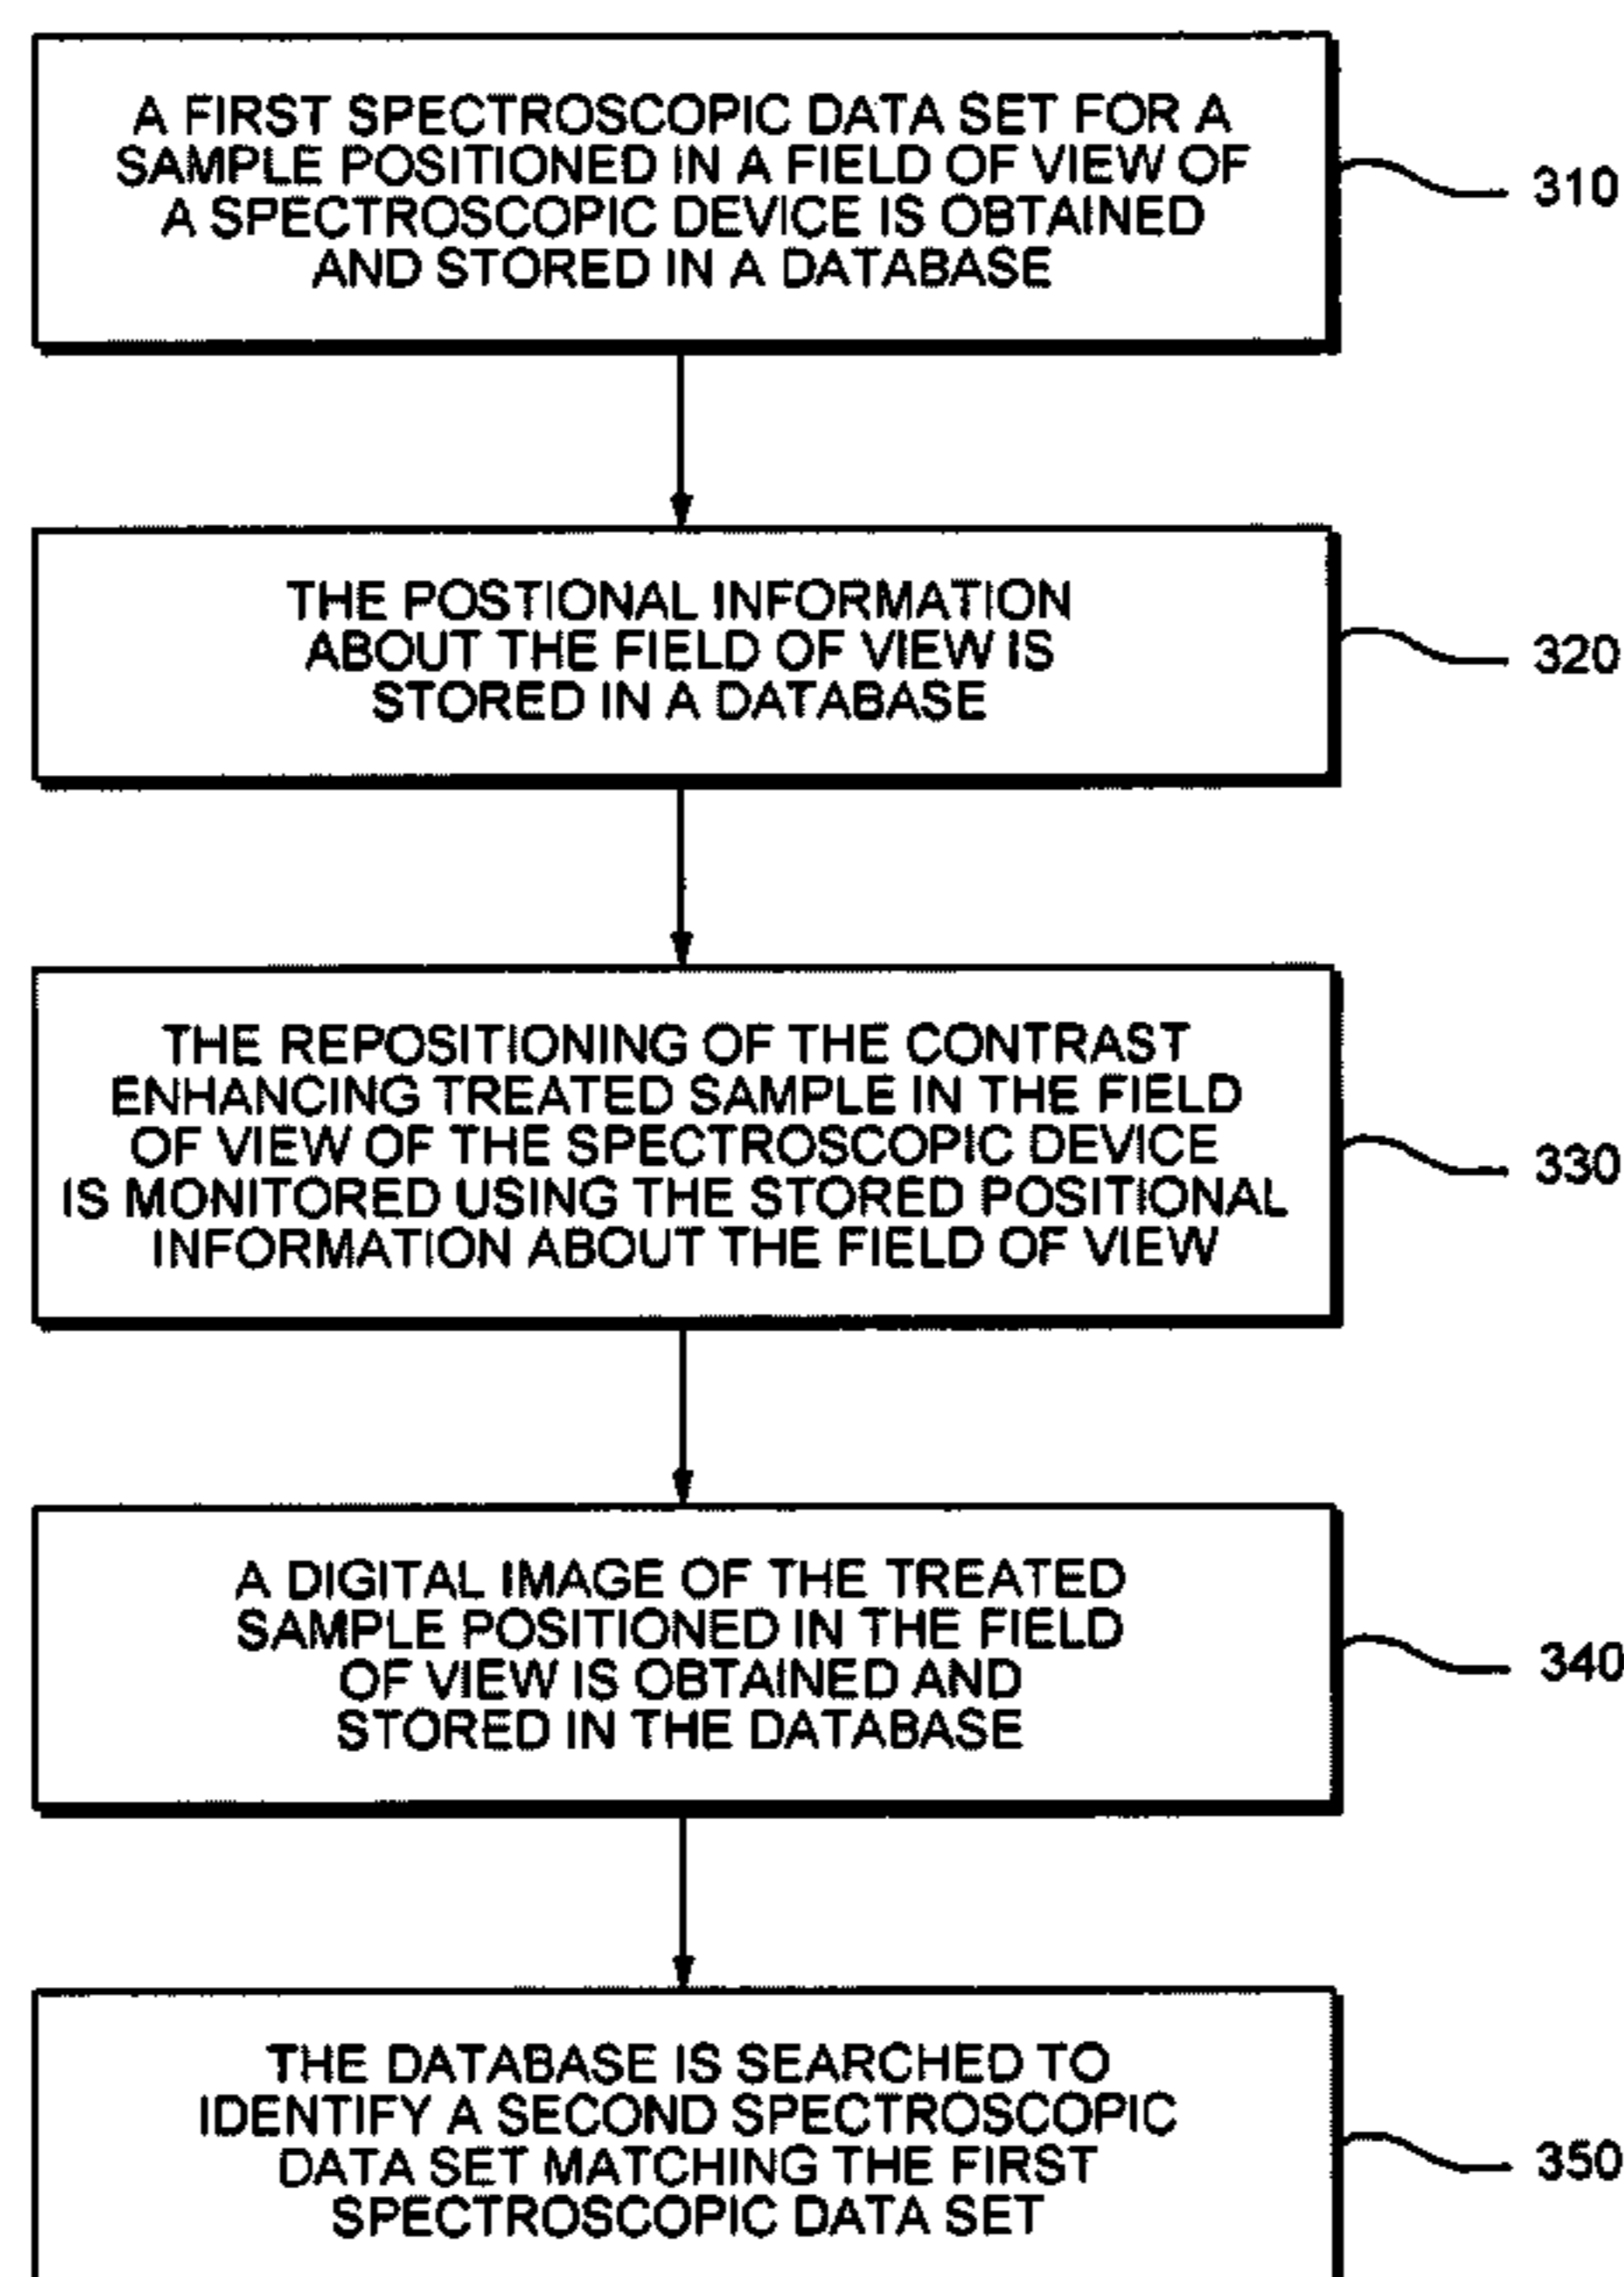 A FIRST SPECTROSCOPIC DATA SET FOR A
SAMPLE POSITIONED IN A FIELD OF VIEW OF
A SPECTROSCOPIC DEVICE IS OBTAINED
AND STORED IN A DATABASE
310
THE POSTIONAL INFORMATION
ABOUT THE FIELD OF VIEW IS
STORED IN A DATABASE
320
THE REPOSITIONING OF THE CONTRAST
ENHANCING TREATED SAMPLE IN THE FIELD
OF VIEW OF THE SPECTROSCOPIC DEVICE
IS MONITORED USING THE STORED POSITIONAL
INFORMATION ABOUT THE FIELD OF VIEW
330
A DIGITAL IMAGE OF THE TREATED
SAMPLE POSITIONED IN THE FIELD
OF VIEW IS OBTAINED AND
STORED IN THE DATABASE
340
THE DATABASE IS SEARCHED TO
IDENTIFY A SECOND SPECTROSCOPIC
DATA SET MATCHING THE FIRST
SPECTROSCOPIC DATA SET
350